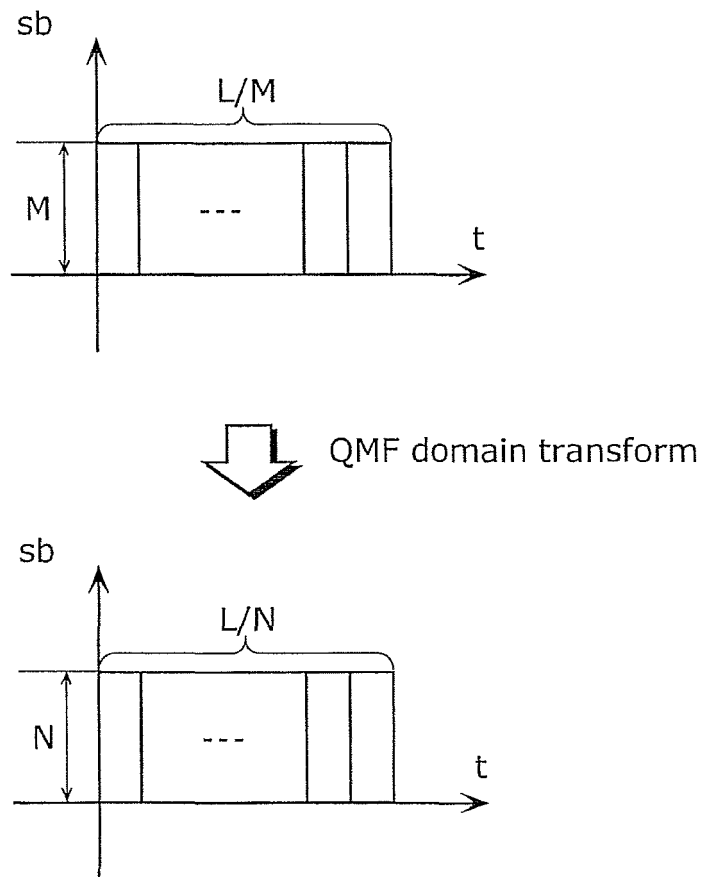 sb
L/M
M
---
t
QMF domain transform
sb
L/N
N
---
t